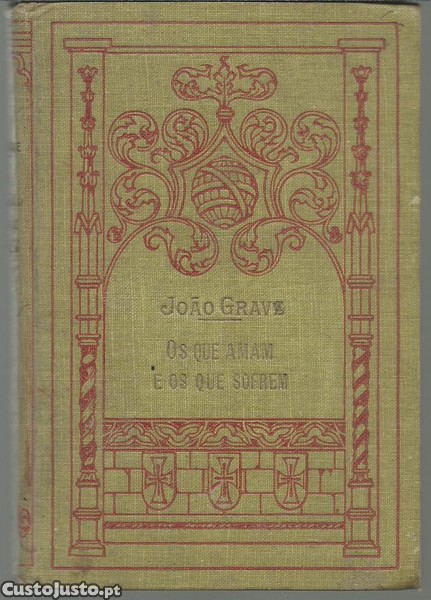 JOÃO GRAVE
OS QUE AMAM
E OS QUE SOFREM
CustoJusto.pt